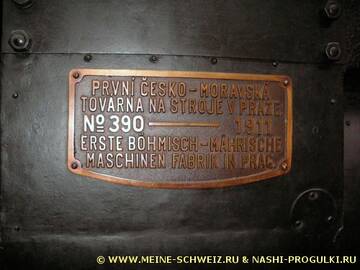 PRVNÍ ČESKO-MORAVSKÁ
TOVÁRNA NA STROJE V PRAZE
No 390 — 1911
ERSTE BÖHMISCH-MÄHRISCHE
MASCHINEN FABRIK IN PRAG.
© WWW.MEINE-SCHWEIZ.RU & NASHI-PROGULKI.RU